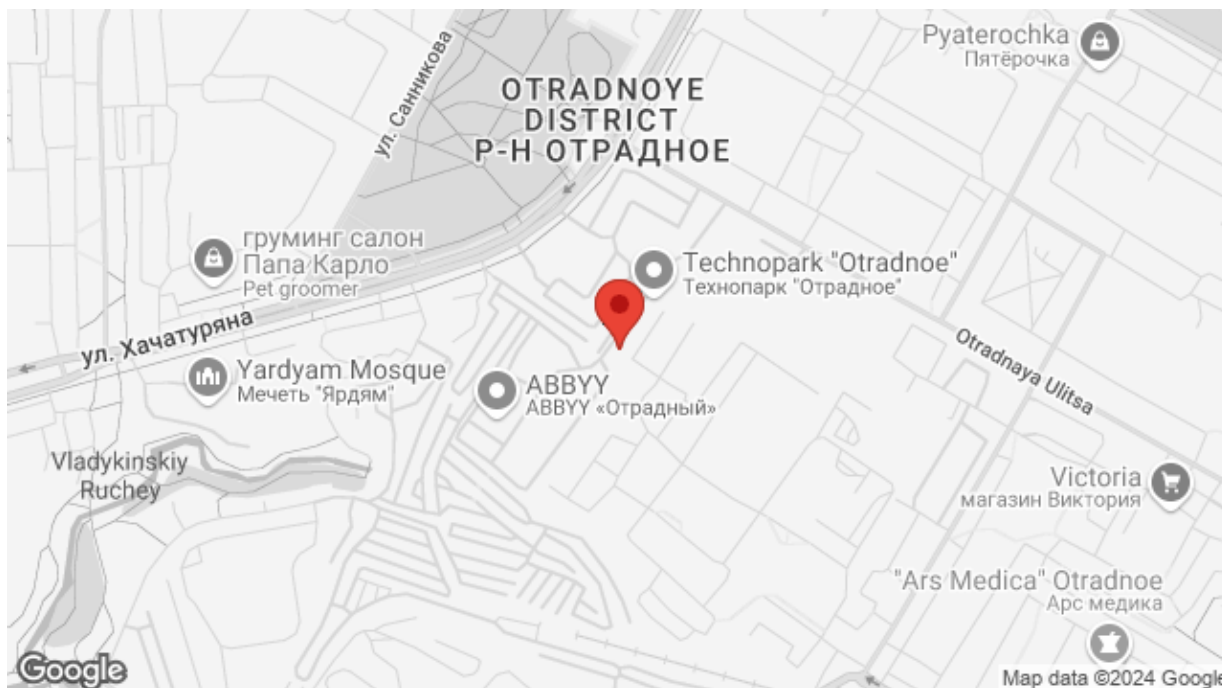 Pyaterochka
Пятёрочка
ул. Санникова
OTRADNOYE
DISTRICT
Р-Н ОТРАДНОЕ
груминг салон
Папа Карло
Pet groomer
Technopark "Otradnoe"
Технопарк "Отрадное"
ул. Хачатуряна
Otradnaya Ulitsa
Yardyam Mosque
Мечеть "Ярдям"
ABBYY
ABBYY «Отрадный»
Vladykinskiy
Ruchey
Victoria
магазин Виктория
"Ars Medica" Otradnoe
Арс медика
Google
Map data ©2024 Google